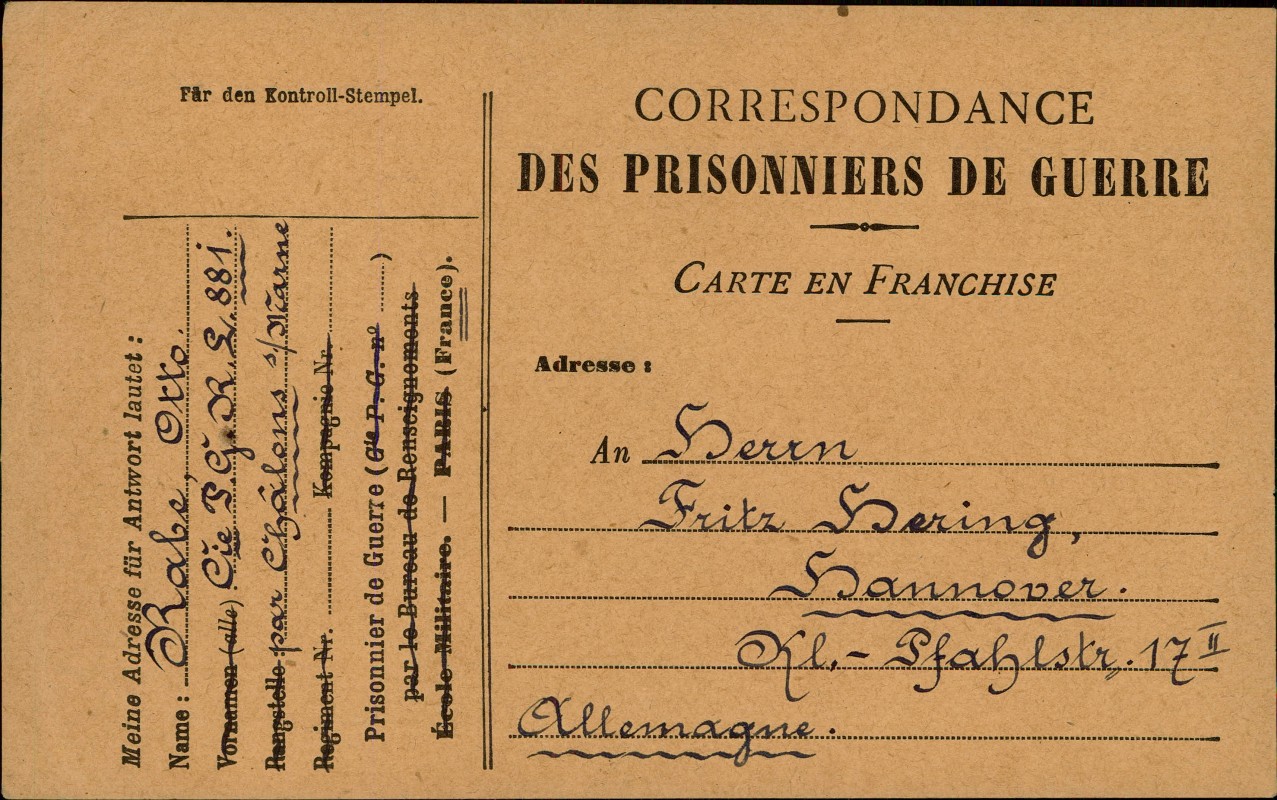 Für den Kontroll-Stempel.
Meine Adresse für Antwort lautet :
Name : Rabe, Otto.
Vornamen (alle) Cie P. G. R. L. 881.
Rangstelle : par Châlons s/Marne
Regiment Nr. Kompagnie Nr.
Prisonnier de Guerre (Cie P. G. nº )
par le Bureau de Renseignements
École Militaire. — PARIS (France).
CORRESPONDANCE
DES PRISONNIERS DE GUERRE
CARTE EN FRANCHISE
Adresse :
An Herrn
Fritz Hering,
Hannover.
Kl.- Pfahlstr. 17 II
Allemagne.